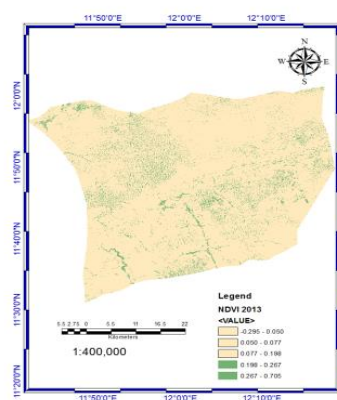 11°50'0"E 12°0'0"E 12°10'0"E
N
W E
S
12°0'0"N
11°50'0"N
11°40'0"N
11°30'0"N
11°20'0"N
5.5 2.75 0 5.5 11 16.5 22
Kilometers
1:400,000
Legend
NDVI 2013
<VALUE>
-0.295 - 0.050
0.050 - 0.077
0.077 - 0.198
0.198 - 0.267
0.267 - 0.705
11°50'0"E 12°0'0"E 12°10'0"E